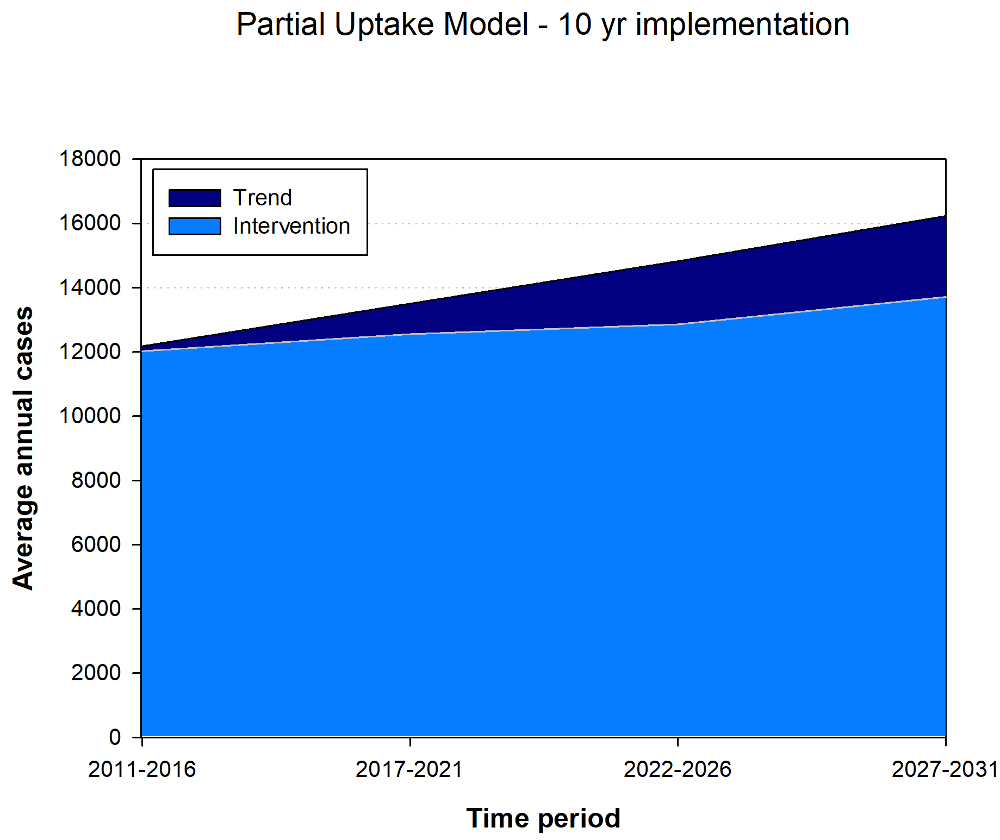 Partial Uptake Model - 10 yr implementation
18000
16000
14000
12000
10000
8000
6000
4000
2000
0
Trend
Intervention
Average annual cases
2011-2016
2017-2021
2022-2026
2027-2031
Time period